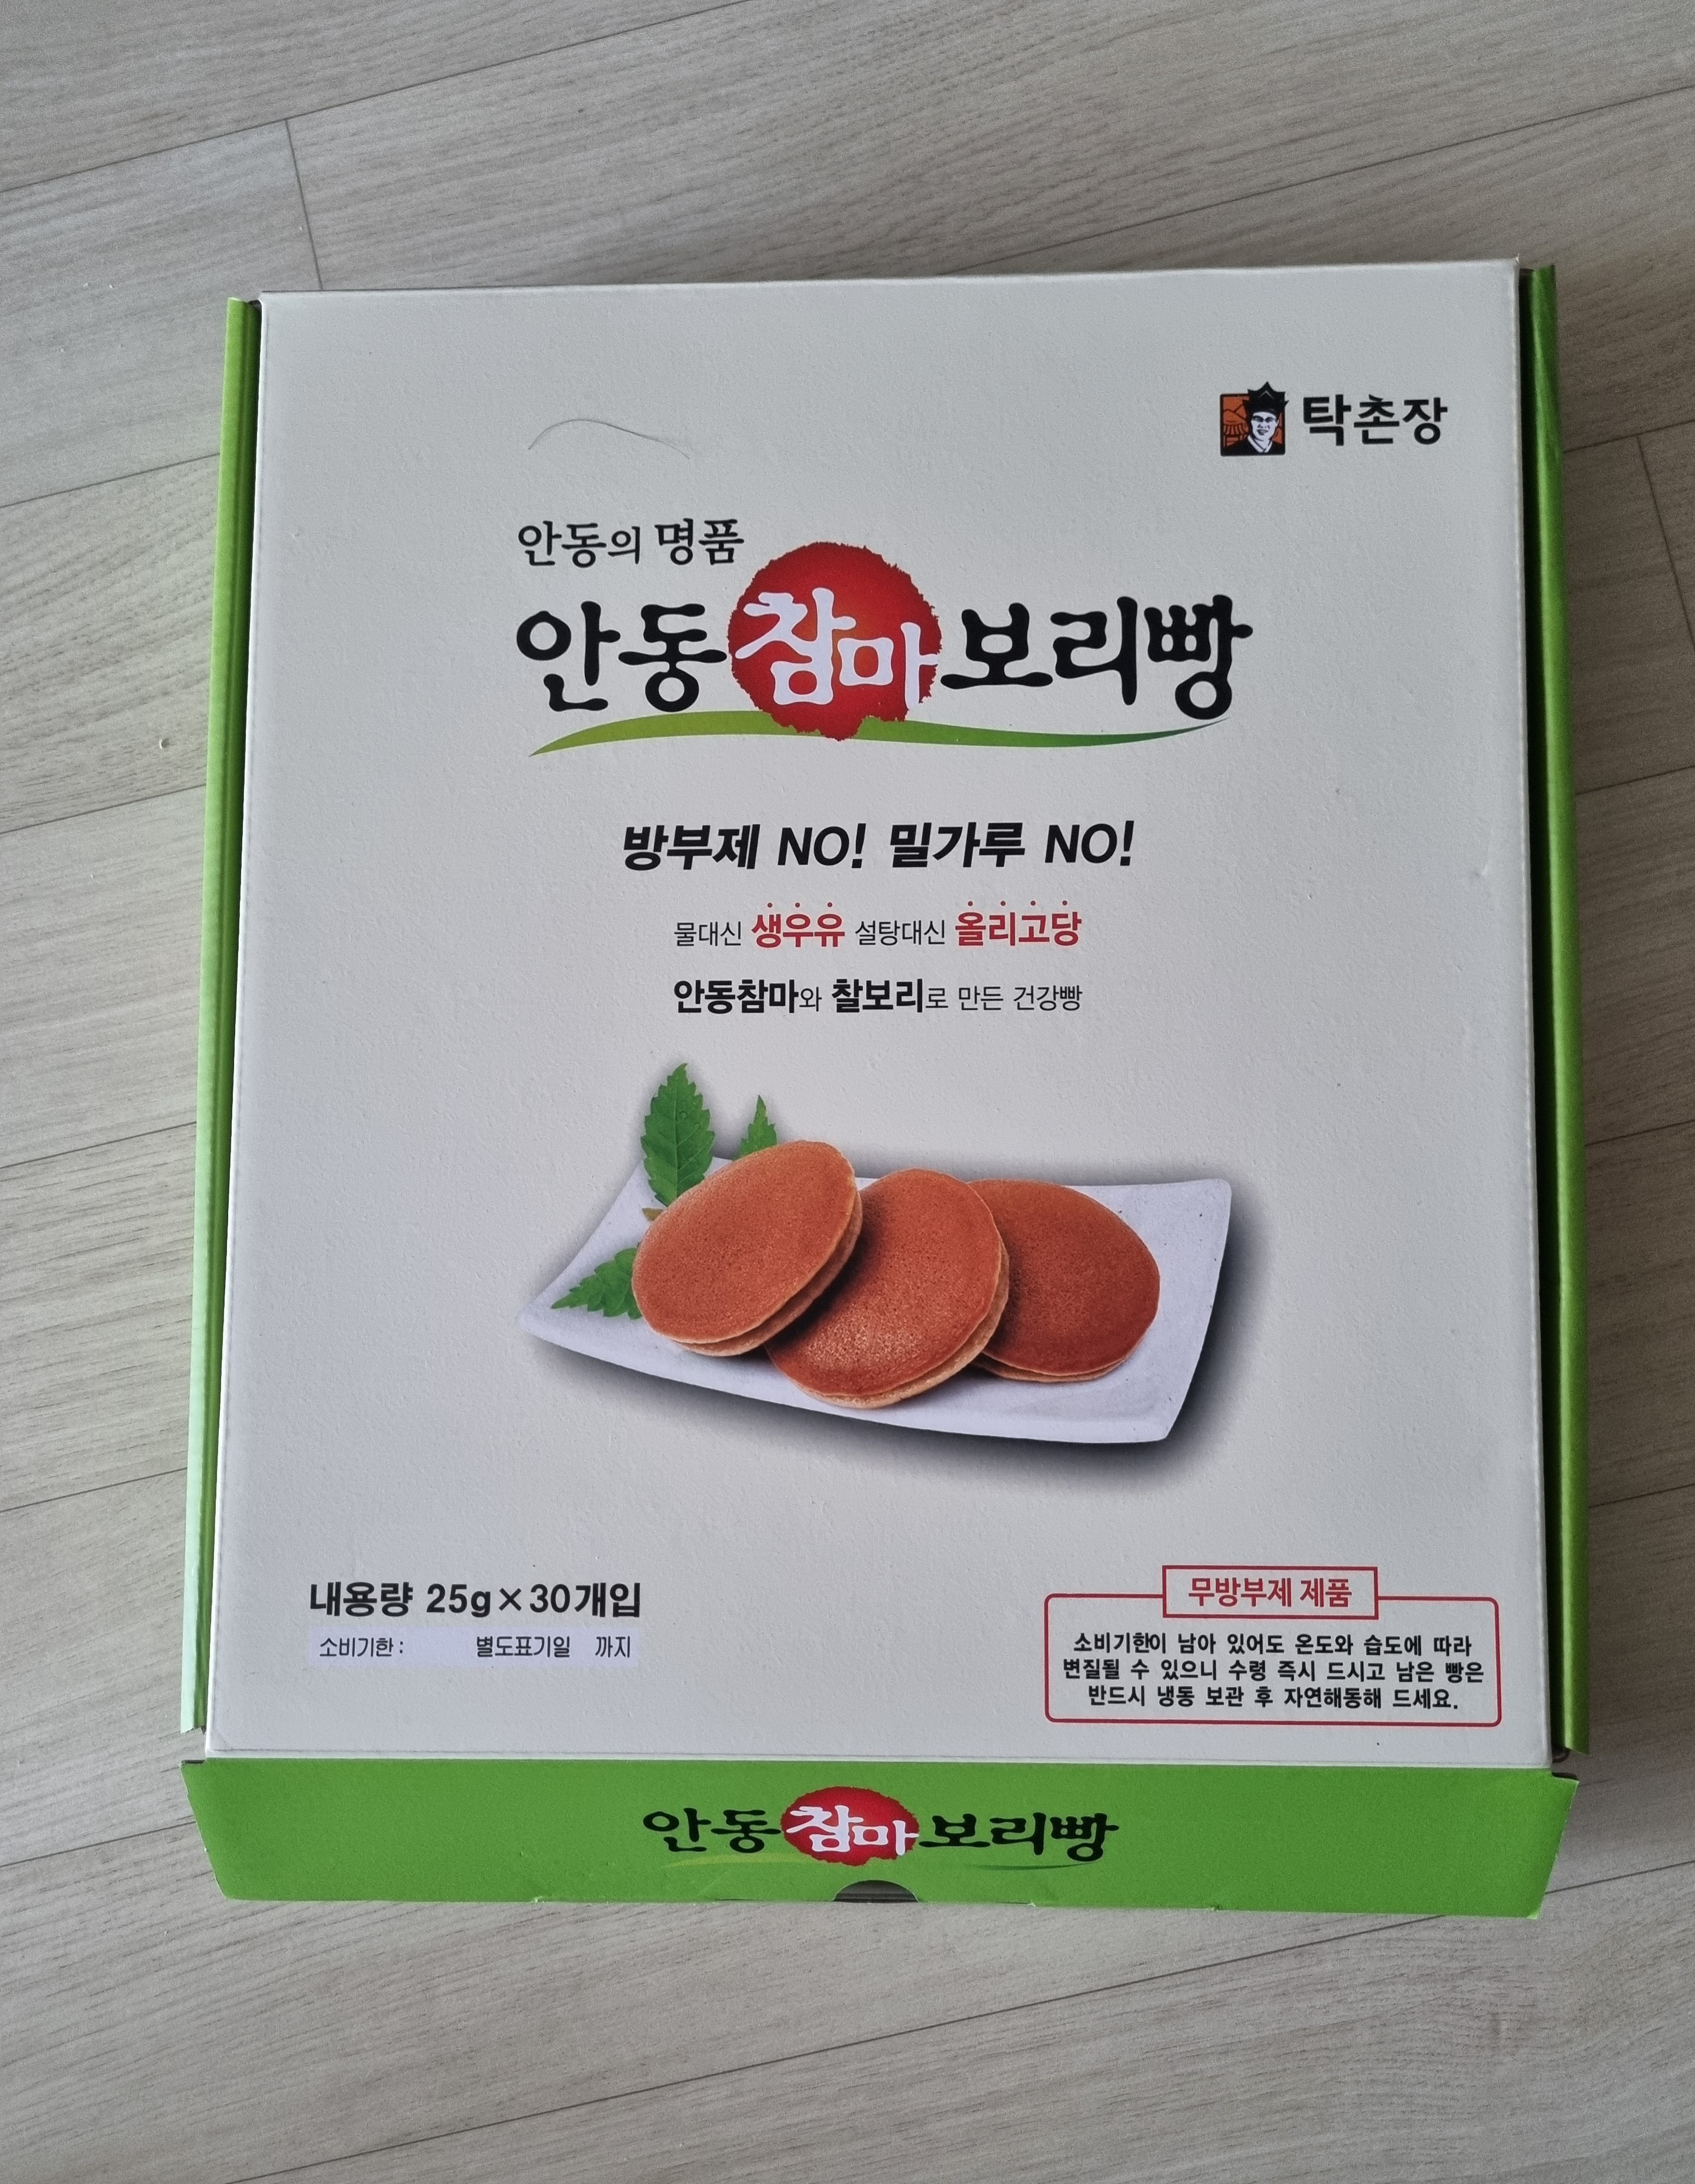 탁촌장
안동의 명품
안동참마보리빵
방부제 NO! 밀가루 NO!
물대신 생우유 설탕대신 올리고당
안동참마와 찰보리로 만든 건강빵
내용량 25g×30개입
소비기한 : 별도표기일 까지
무방부제 제품
소비기한이 남아 있어도 온도와 습도에 따라
변질될 수 있으니 수령 즉시 드시고 남은 빵은
반드시 냉동 보관 후 자연해동해 드세요.
안동참마보리빵